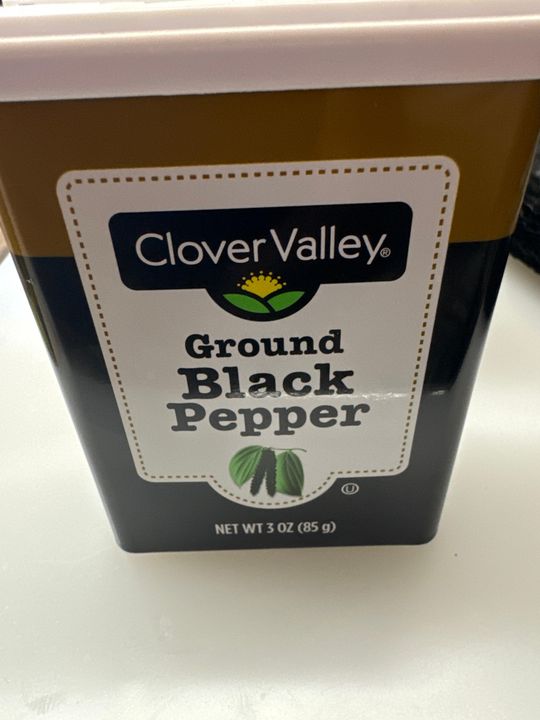 Clover Valley®
Ground
Black
Pepper
U
NET WT 3 OZ (85 g)